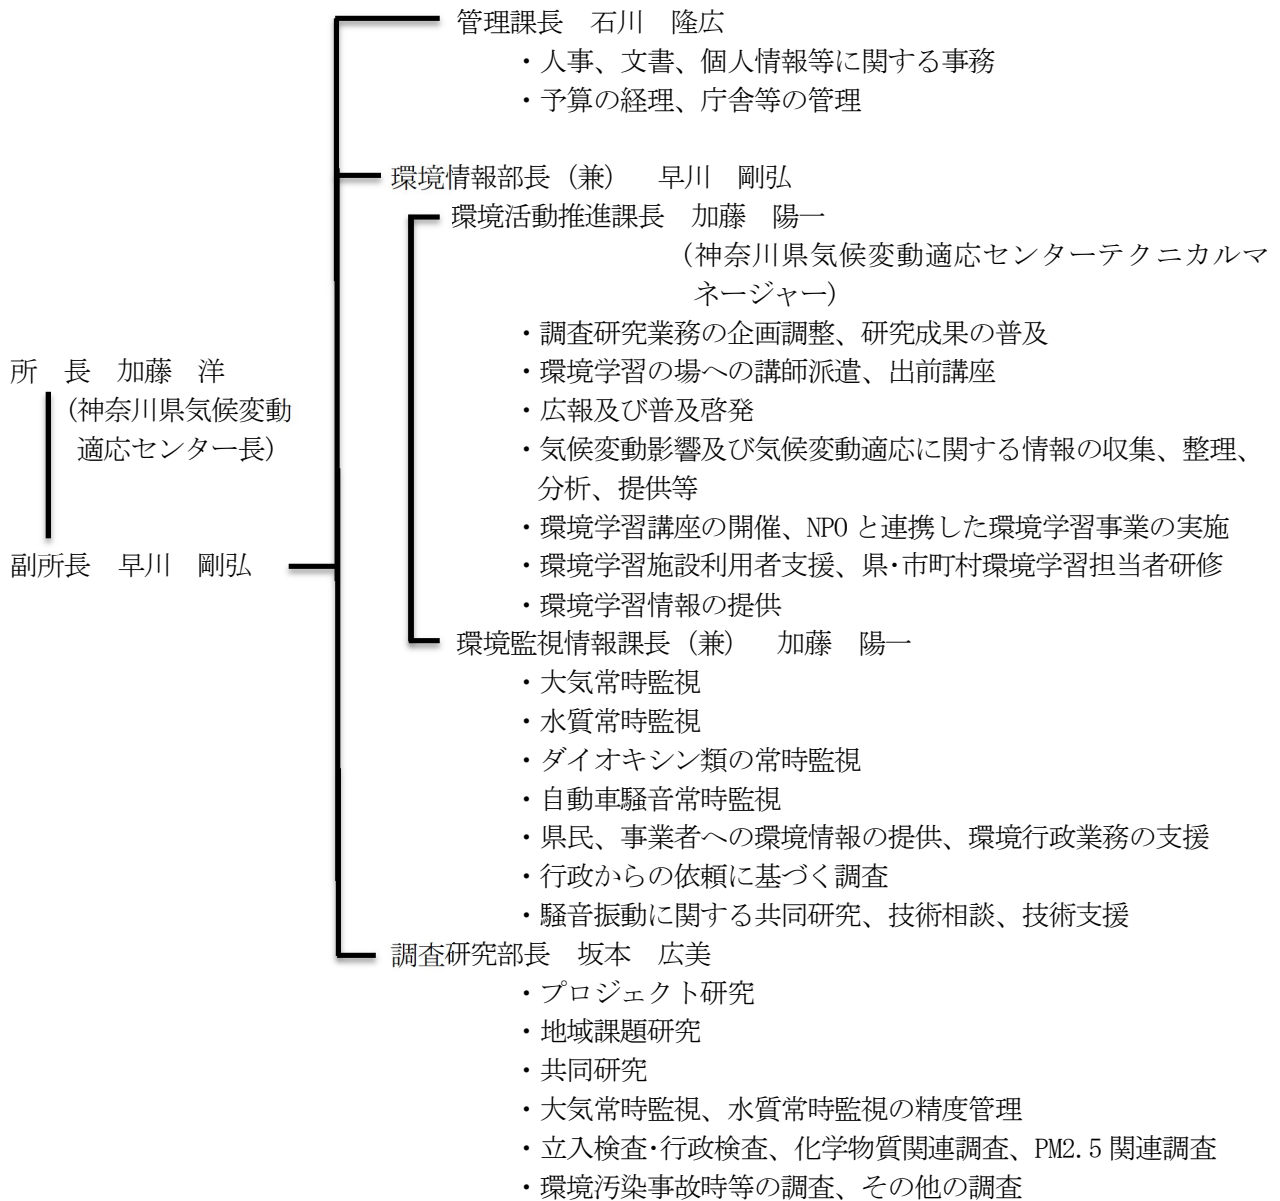 管理課長　石川　隆広
・人事、文書、個人情報等に関する事務
・予算の経理、庁舎等の管理
環境情報部長（兼）　早川　剛弘
環境活動推進課長　加藤　陽一
（神奈川県気候変動適応センターテクニカルマ
ネージャー）
・調査研究業務の企画調整、研究成果の普及
・環境学習の場への講師派遣、出前講座
・広報及び普及啓発
・気候変動影響及び気候変動適応に関する情報の収集、整理、
分析、提供等
・環境学習講座の開催、NPOと連携した環境学習事業の実施
・環境学習施設利用者支援、県・市町村環境学習担当者研修
・環境学習情報の提供
環境監視情報課長（兼）　加藤　陽一
・大気常時監視
・水質常時監視
・ダイオキシン類の常時監視
・自動車騒音常時監視
・県民、事業者への環境情報の提供、環境行政業務の支援
・行政からの依頼に基づく調査
・騒音振動に関する共同研究、技術相談、技術支援
調査研究部長　坂本　広美
・プロジェクト研究
・地域課題研究
・共同研究
・大気常時監視、水質常時監視の精度管理
・立入検査・行政検査、化学物質関連調査、PM2.5関連調査
・環境汚染事故時等の調査、その他の調査
所　長　加藤　洋
（神奈川県気候変動
適応センター長）
副所長　早川　剛弘